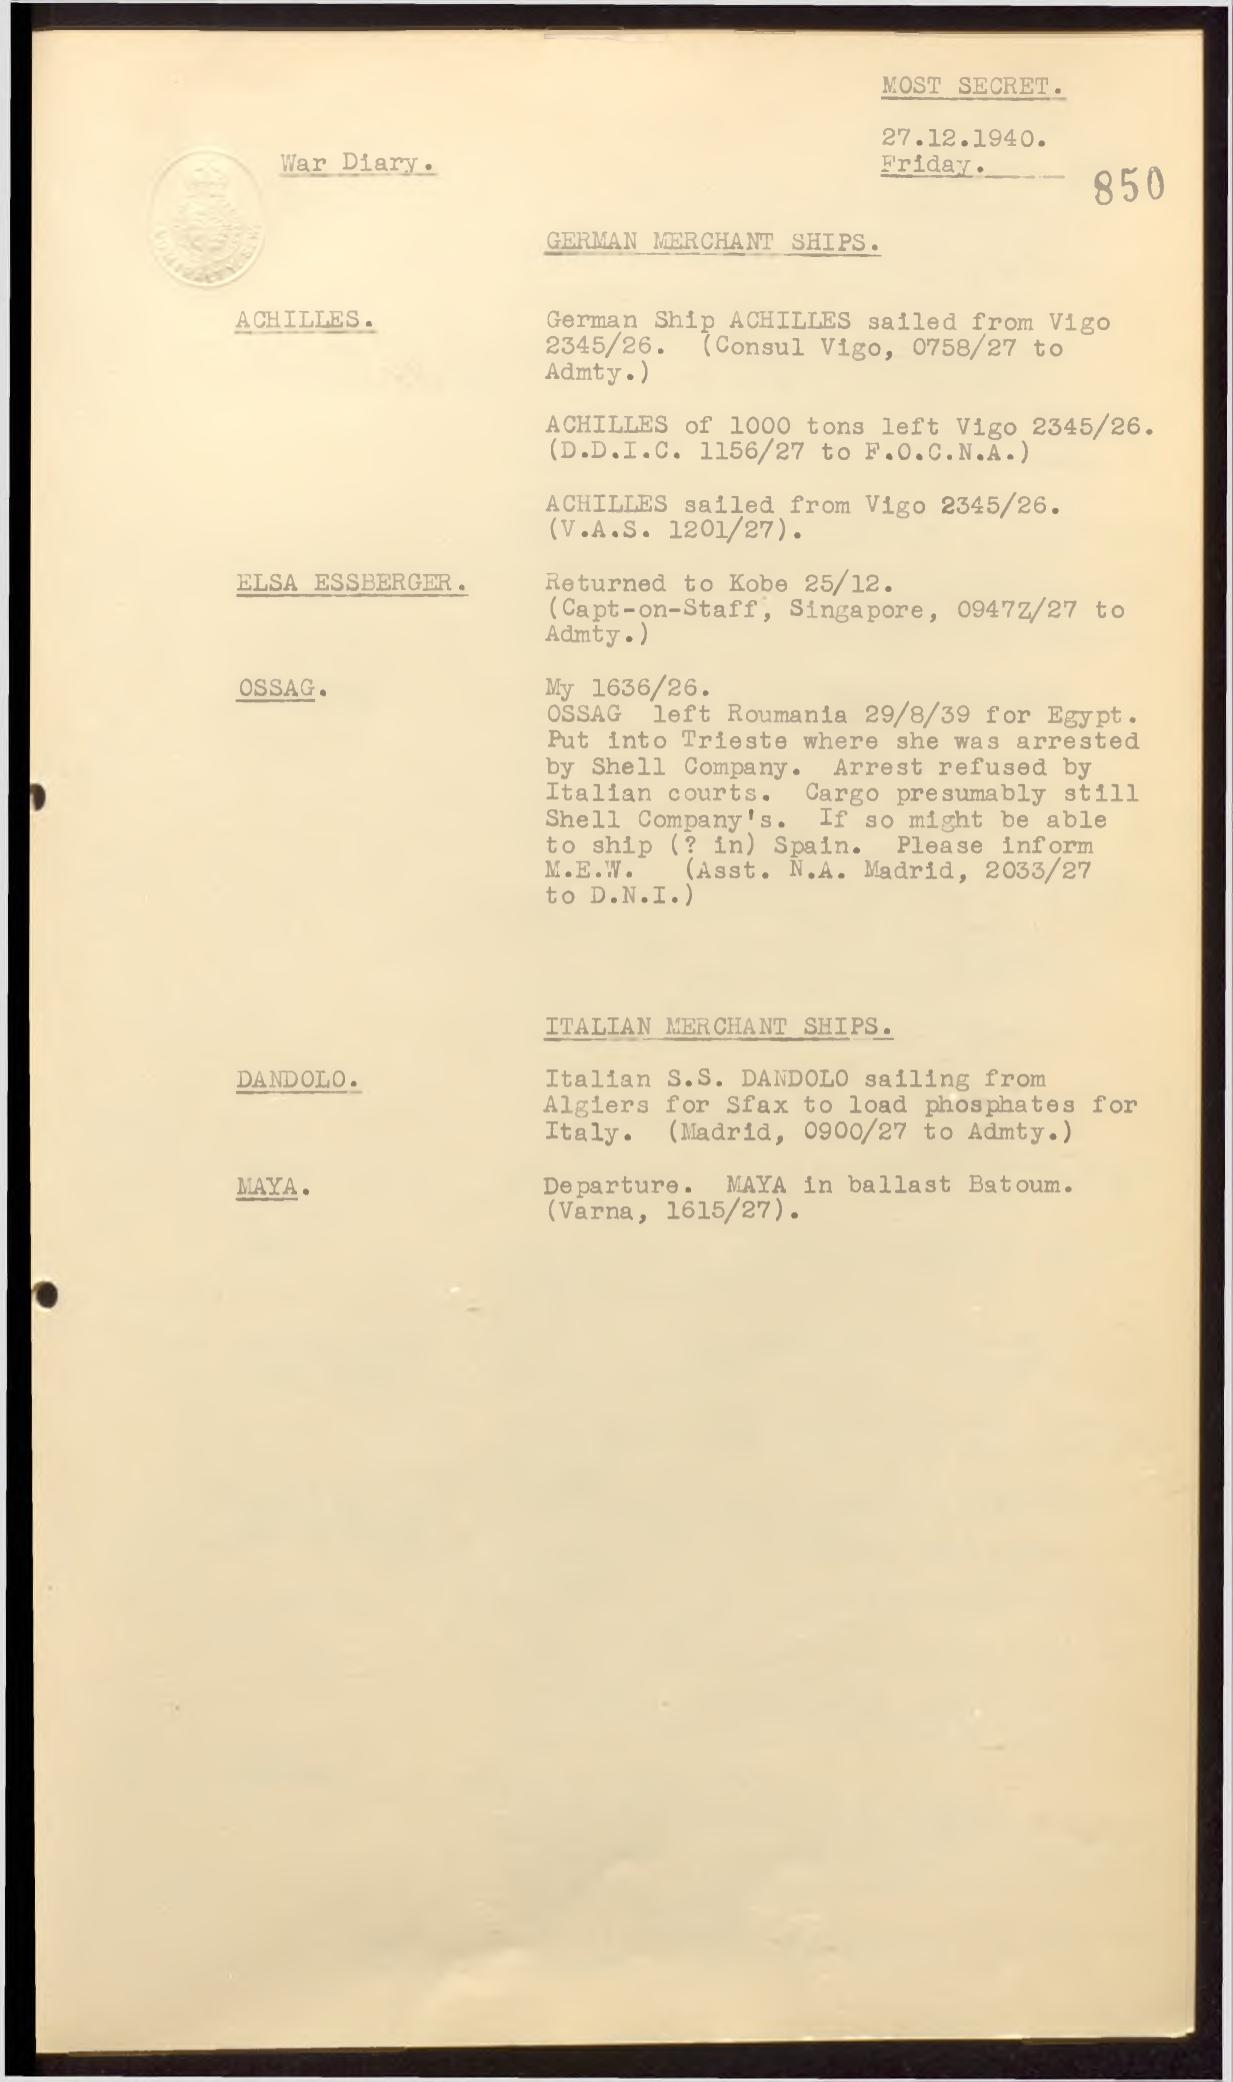 MOST SECRET.
27.12.1940.
War Diary.
Friday.
850
GERMAN MERCHANT SHIPS.
ACHILLES.
German Ship ACHILLES sailed from Vigo
2345/26. (Consul Vigo, 0758/27 to
Admty.)
ACHILLES of 1000 tons left Vigo 2345/26.
(D.D.I.C. 1156/27 to F.O.C.N.A.)
ACHILLES sailed from Vigo 2345/26.
(V.A.S. 1201/27).
ELSA ESSBERGER.
Returned to Kobe 25/12.
(Capt-on-Staff, Singapore, 0947Z/27 to
Admty.)
OSSAG.
My 1636/26.
OSSAG left Roumania 29/8/39 for Egypt.
Put into Trieste where she was arrested
by Shell Company. Arrest refused by
Italian courts. Cargo presumably still
Shell Company's. If so might be able
to ship (? in) Spain. Please inform
M.E.W. (Asst. N.A. Madrid, 2033/27
to D.N.I.)
ITALIAN MERCHANT SHIPS.
DANDOLO.
Italian S.S. DANDOLO sailing from
Algiers for Sfax to load phosphates for
Italy. (Madrid, 0900/27 to Admty.)
MAYA.
Departure. MAYA in ballast Batoum.
(Varna, 1615/27).